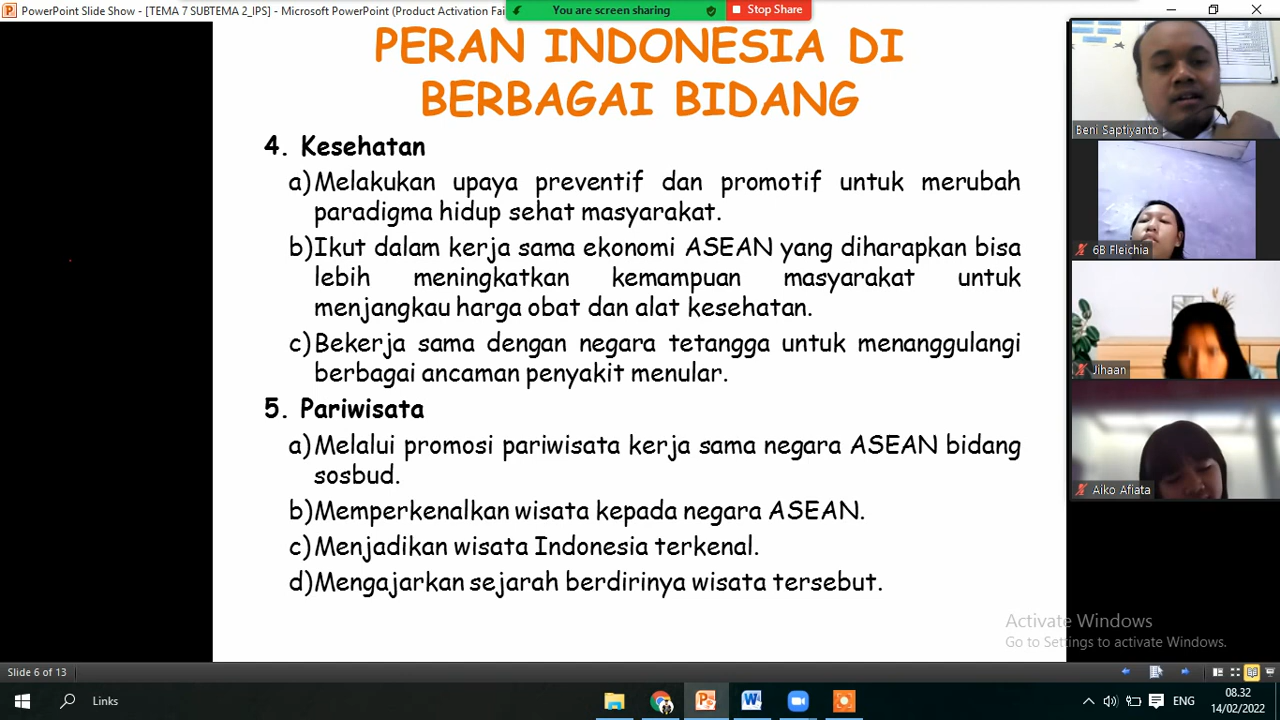 PowerPoint Slide Show - [TEMA 7 SUBTEMA 2_IPS] - Microsoft PowerPoint (Product Activation Fai
You are screen sharing
Stop Share
PERAN INDONESIA DI
BERBAGAI BIDANG
4. Kesehatan
a) Melakukan upaya preventif dan promotif untuk merubah
paradigma hidup sehat masyarakat.
b) Ikut dalam kerja sama ekonomi ASEAN yang diharapkan bisa
lebih meningkatkan kemampuan masyarakat untuk
menjangkau harga obat dan alat kesehatan.
c) Bekerja sama dengan negara tetangga untuk menanggulangi
berbagai ancaman penyakit menular.
5. Pariwisata
a) Melalui promosi pariwisata kerja sama negara ASEAN bidang
sosbud.
b) Memperkenalkan wisata kepada negara ASEAN.
c) Menjadikan wisata Indonesia terkenal.
d) Mengajarkan sejarah berdirinya wisata tersebut.
Beni Saptiyanto
6B Fleichia
Jihaan
Aiko Afiata
Activate Windows
Go to Settings to activate Windows.
Slide 6 of 13
Links
ENG
08.32
14/02/2022